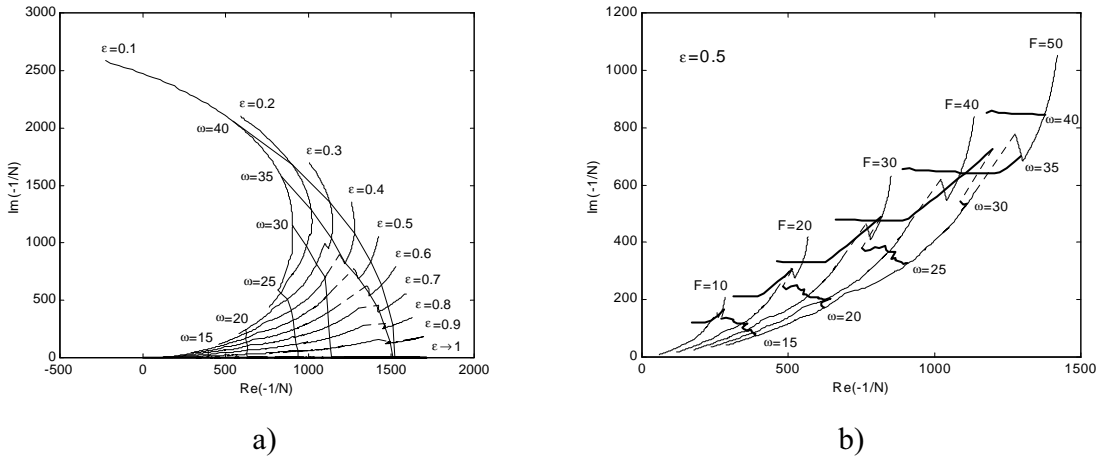 3000
2500
2000
1500
1000
500
0
-500
0
500
1000
1500
2000
Im(-1/N)
Re(-1/N)
ε=0.1
ε=0.2
ε=0.3
ε=0.4
ε=0.5
ε=0.6
ε=0.7
ε=0.8
ε=0.9
ε→1
ω=40
ω=35
ω=30
ω=25
ω=20
ω=15
a)
1200
1000
800
600
400
200
0
0
500
1000
1500
Im(-1/N)
Re(-1/N)
ε=0.5
F=50
F=40
F=30
F=20
F=10
ω=40
ω=35
ω=30
ω=25
ω=20
ω=15
b)